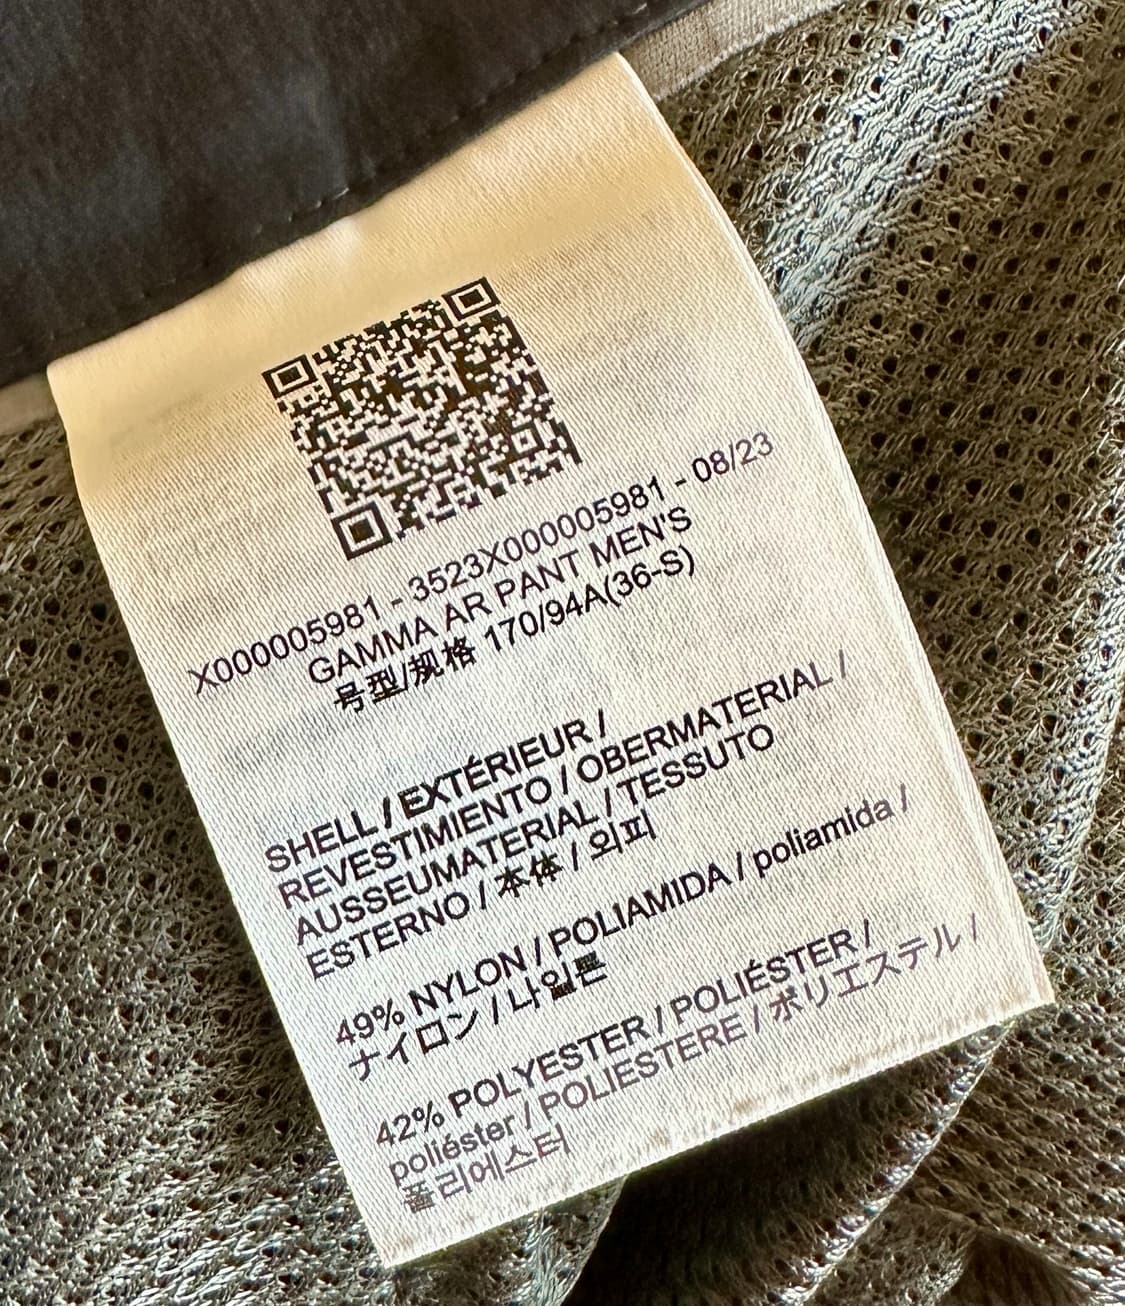 X000005981 - 3523X000005981 - 08/23
GAMMA AR PANT MEN'S
号型/规格 170/94A(36-S)
SHELL / EXTÉRIEUR /
REVESTIMIENTO / OBERMATERIAL /
AUSSEUMATERIAL / TESSUTO
ESTERNO / 本体 / 외피
49% NYLON / POLIAMIDA / poliamida /
ナイロン / 나일론
42% POLYESTER / POLIÉSTER /
poliéster / POLIESTERE / ポリエステル /
폴리에스터